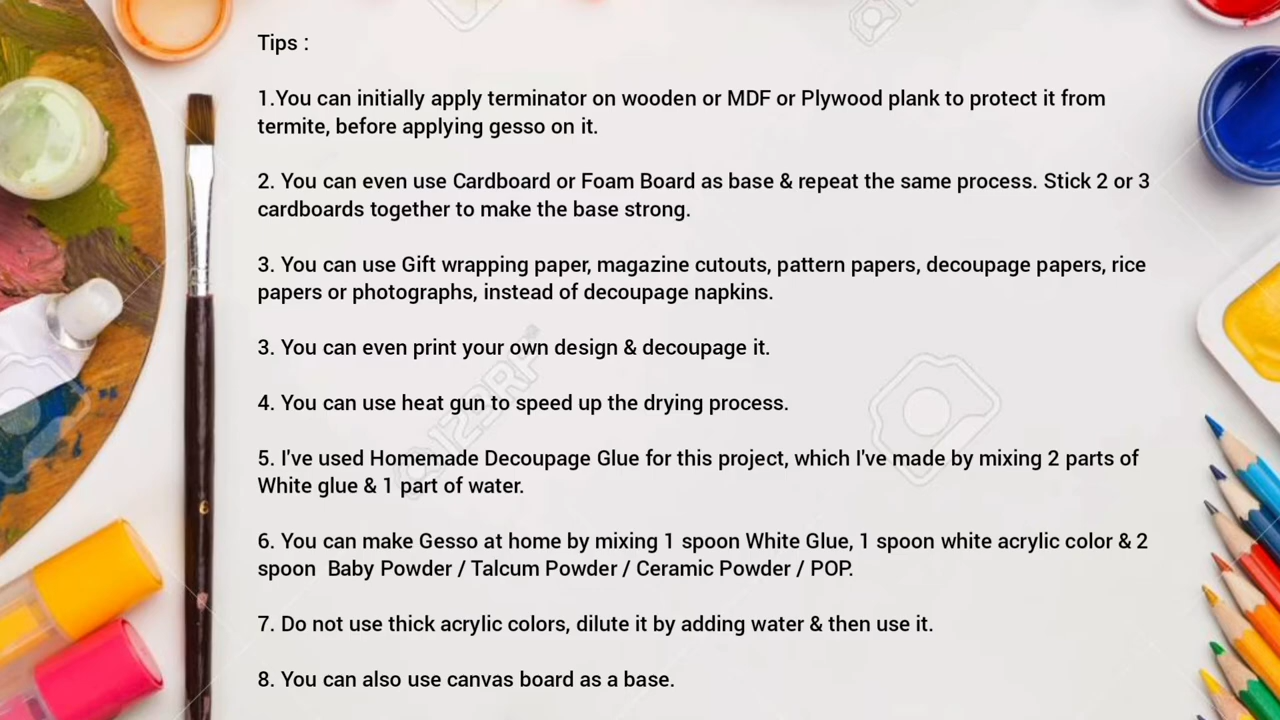 Tips :
1.You can initially apply terminator on wooden or MDF or Plywood plank to protect it from
termite, before applying gesso on it.
2. You can even use Cardboard or Foam Board as base & repeat the same process. Stick 2 or 3
cardboards together to make the base strong.
3. You can use Gift wrapping paper, magazine cutouts, pattern papers, decoupage papers, rice
papers or photographs, instead of decoupage napkins.
3. You can even print your own design & decoupage it.
4. You can use heat gun to speed up the drying process.
5. I've used Homemade Decoupage Glue for this project, which I've made by mixing 2 parts of
White glue & 1 part of water.
6. You can make Gesso at home by mixing 1 spoon White Glue, 1 spoon white acrylic color & 2
spoon  Baby Powder / Talcum Powder / Ceramic Powder / POP.
7. Do not use thick acrylic colors, dilute it by adding water & then use it.
8. You can also use canvas board as a base.
123RF